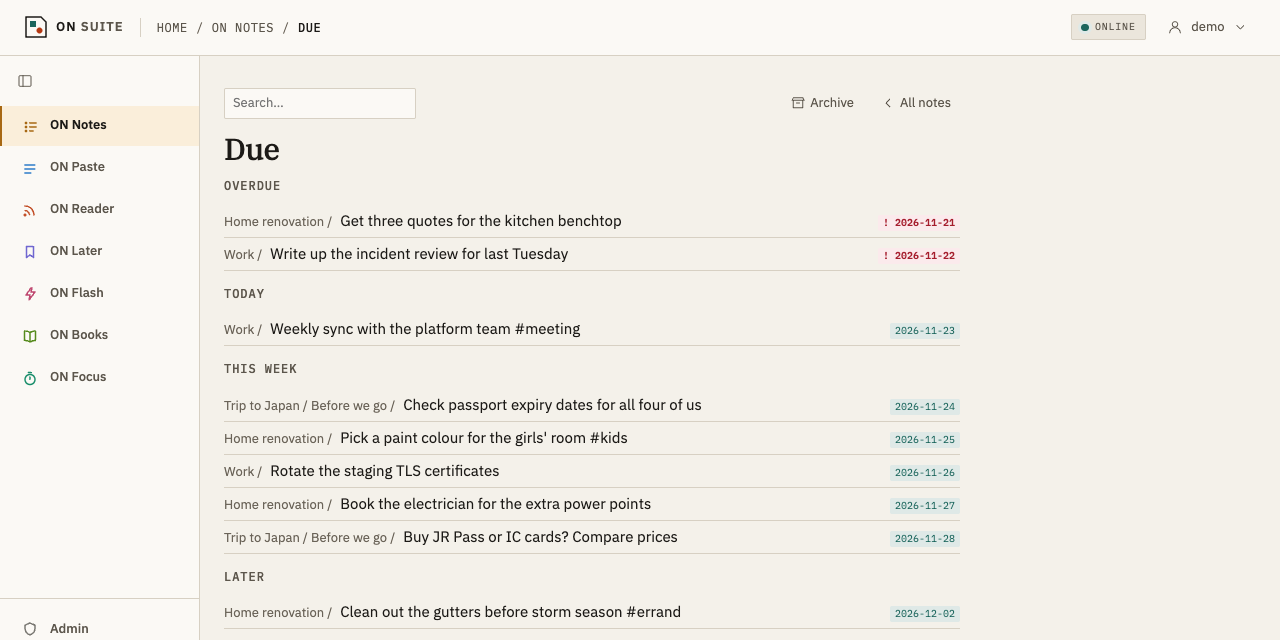 ON SUITE
HOME / ON NOTES / DUE
ONLINE
demo
ON Notes
ON Paste
ON Reader
ON Later
ON Flash
ON Books
ON Focus
Admin
Search...
Archive
All notes
Due
OVERDUE
Home renovation / Get three quotes for the kitchen benchtop ! 2026-11-21
Work / Write up the incident review for last Tuesday ! 2026-11-22
TODAY
Work / Weekly sync with the platform team #meeting 2026-11-23
THIS WEEK
Trip to Japan / Before we go / Check passport expiry dates for all four of us 2026-11-24
Home renovation / Pick a paint colour for the girls' room #kids 2026-11-25
Work / Rotate the staging TLS certificates 2026-11-26
Home renovation / Book the electrician for the extra power points 2026-11-27
Trip to Japan / Before we go / Buy JR Pass or IC cards? Compare prices 2026-11-28
LATER
Home renovation / Clean out the gutters before storm season #errand 2026-12-02